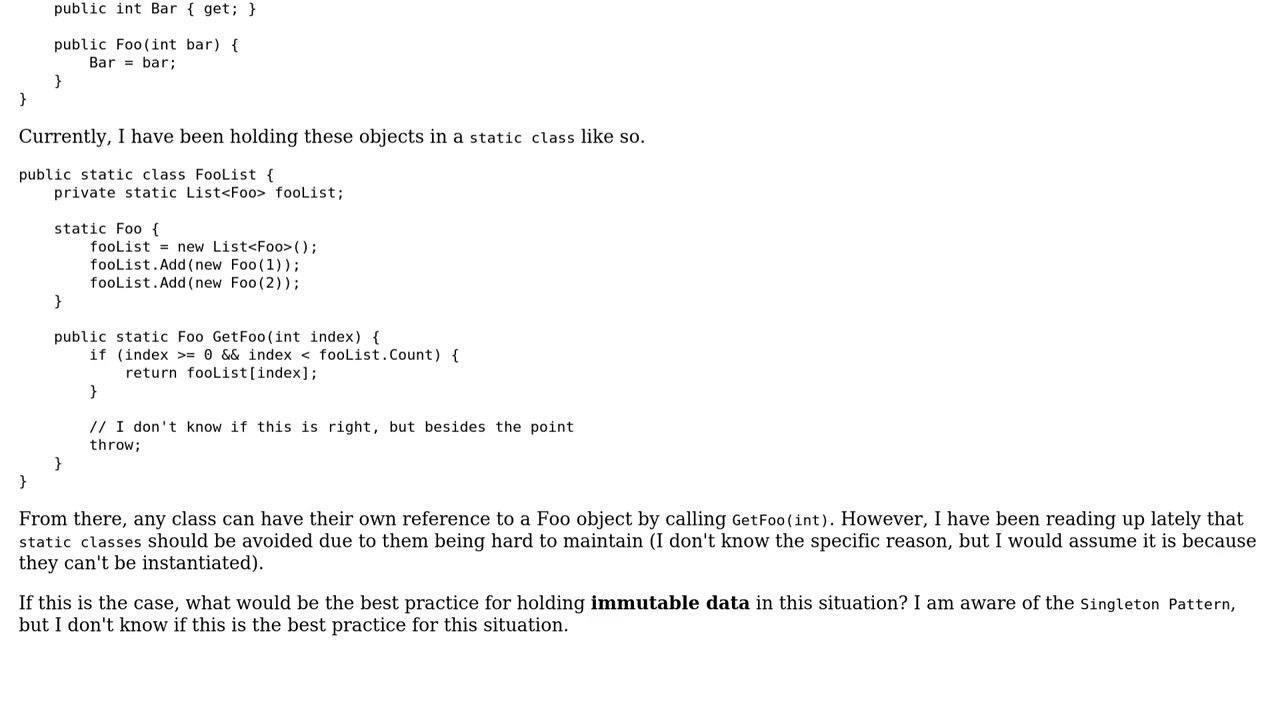 public int Bar { get; }

    public Foo(int bar) {
        Bar = bar;
    }
}
Currently, I have been holding these objects in a static class like so.
public static class FooList {
    private static List<Foo> fooList;

    static Foo {
        fooList = new List<Foo>();
        fooList.Add(new Foo(1));
        fooList.Add(new Foo(2));
    }

    public static Foo GetFoo(int index) {
        if (index >= 0 && index < fooList.Count) {
            return fooList[index];
        }

        // I don't know if this is right, but besides the point
        throw;
    }
}
From there, any class can have their own reference to a Foo object by calling GetFoo(int). However, I have been reading up lately that
static classes should be avoided due to them being hard to maintain (I don't know the specific reason, but I would assume it is because
they can't be instantiated).
If this is the case, what would be the best practice for holding immutable data in this situation? I am aware of the Singleton Pattern,
but I don't know if this is the best practice for this situation.